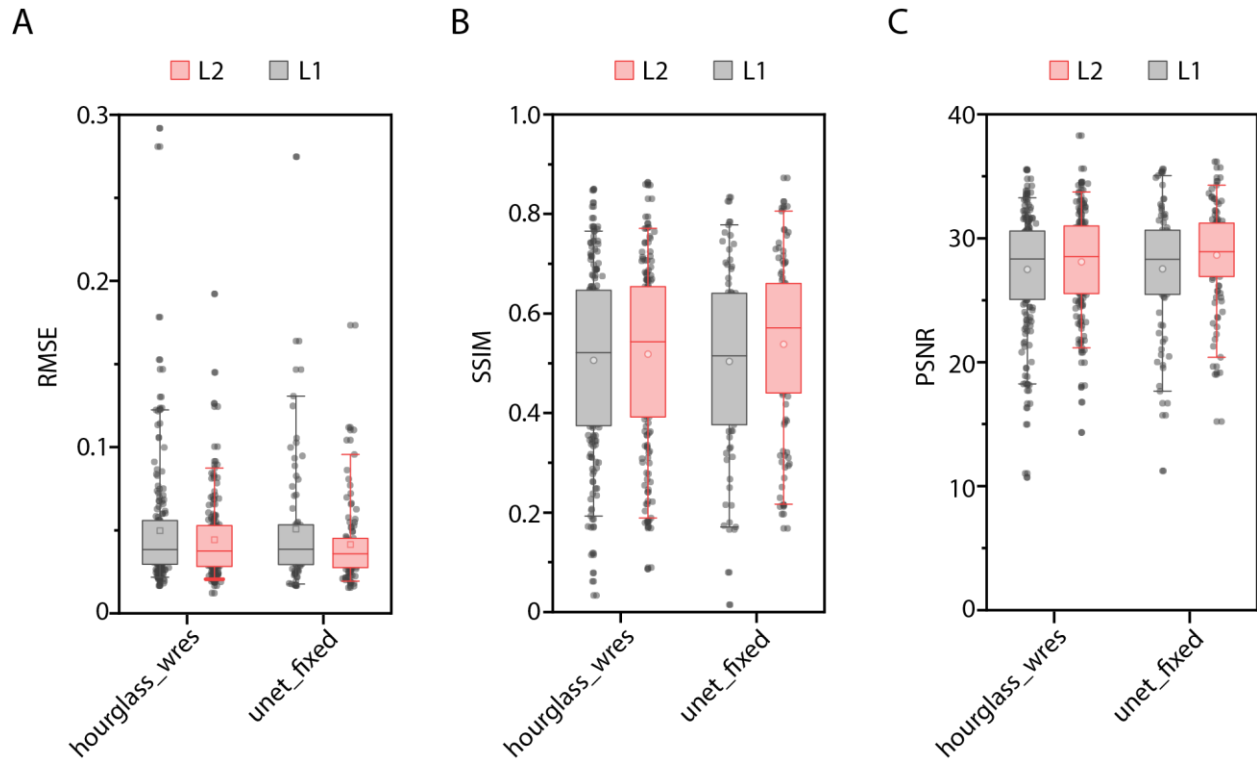 A
L2 L1
RMSE
0.3
0.2
0.1
0
hourglass_wres
unet_fixed
B
L2 L1
SSIM
1.0
0.8
0.6
0.4
0.2
0
hourglass_wres
unet_fixed
C
L2 L1
PSNR
40
30
20
10
0
hourglass_wres
unet_fixed